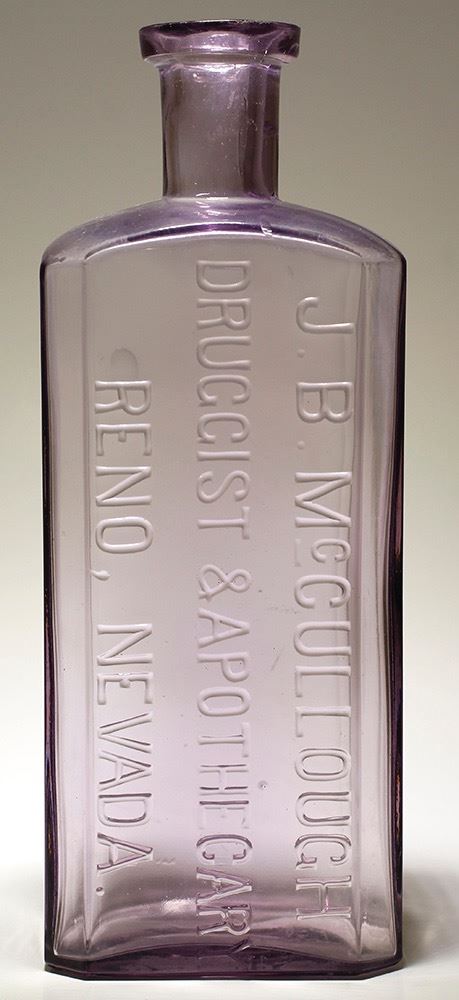 J. B. McCULLOUGH
DRUGGIST & APOTHECARY
RENO, NEVADA.